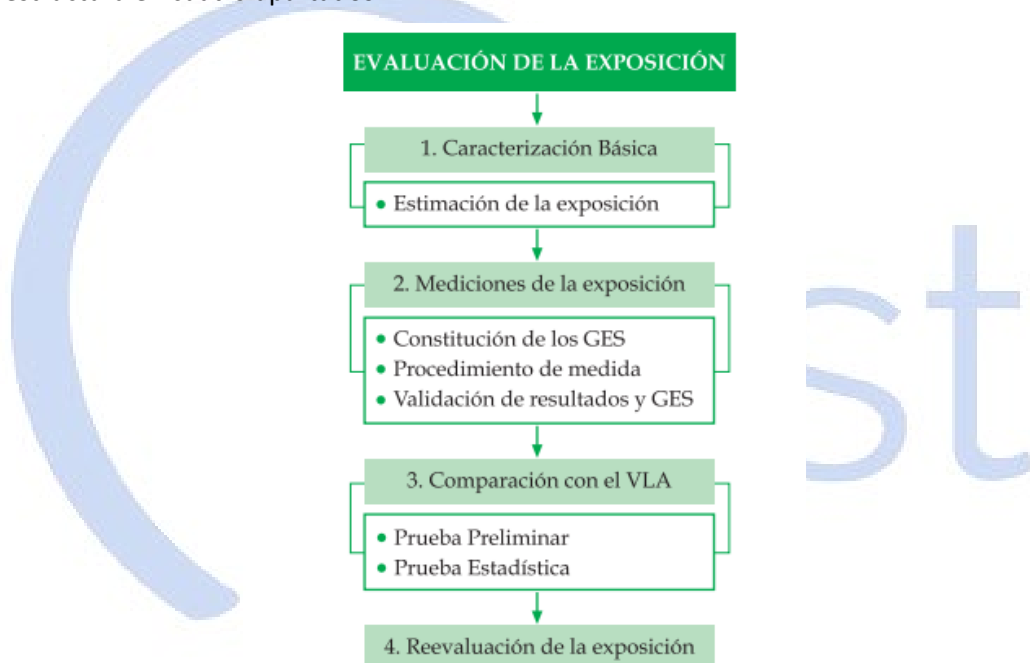 EVALUACIÓN DE LA EXPOSICIÓN
1. Caracterización Básica
• Estimación de la exposición
2. Mediciones de la exposición
• Constitución de los GES
• Procedimiento de medida
• Validación de resultados y GES
3. Comparación con el VLA
• Prueba Preliminar
• Prueba Estadística
4. Reevaluación de la exposición
st